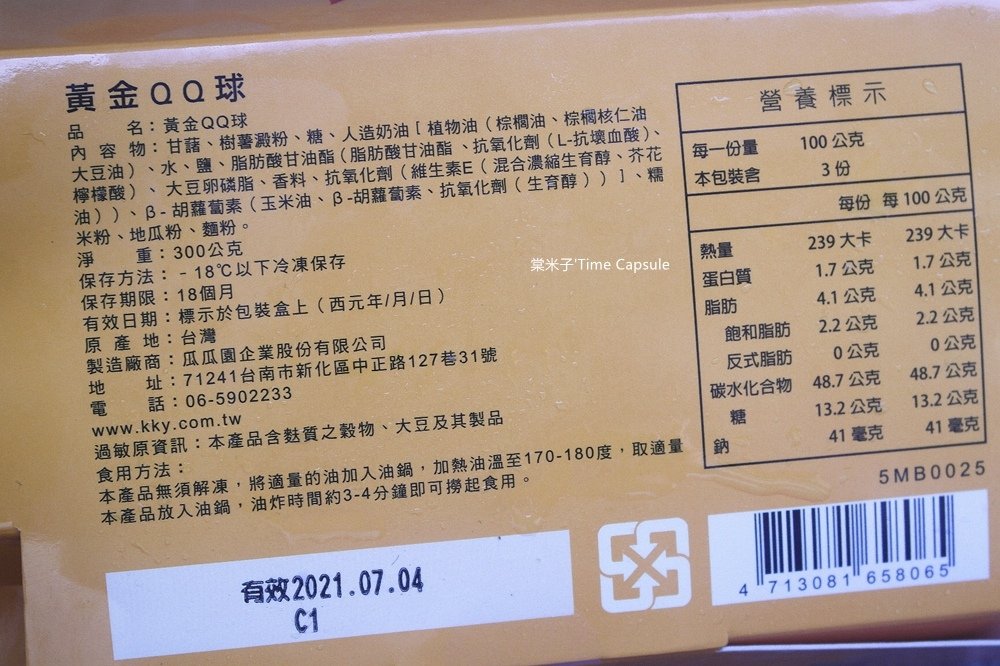 黃金QQ球
品名：黃金QQ球
內容物：甘藷、樹薯澱粉、糖、人造奶油[植物油（棕櫚油、棕櫚核仁油
大豆油）、水、鹽、脂肪酸甘油酯（脂肪酸甘油酯、抗氧化劑（L-抗壞血酸）、
檸檬酸）、大豆卵磷脂、香料、抗氧化劑（維生素E（混合濃縮生育醇、芥花
油））、β-胡蘿蔔素（玉米油、β-胡蘿蔔素、抗氧化劑（生育醇））]、糯
米粉、地瓜粉、麵粉。
淨重：300公克
保存方法：-18℃以下冷凍保存
保存期限：18個月
有效日期：標示於包裝盒上（西元年/月/日）
原產地：台灣
製造廠商：瓜瓜園企業股份有限公司
地址：71241台南市新化區中正路127巷31號
電話：06-5902233
www.kky.com.tw
過敏原資訊：本產品含麩質之穀物、大豆及其製品
食用方法：
本產品無須解凍，將適量的油加入油鍋，加熱油溫至170-180度，取適量
本產品放入油鍋，油炸時間約3-4分鐘即可撈起食用。
營養標示
每一份量 100公克
本包裝含 3份
每份 每100公克
熱量 239大卡 239大卡
蛋白質 1.7公克 1.7公克
脂肪 4.1公克 4.1公克
飽和脂肪 2.2公克 2.2公克
反式脂肪 0公克 0公克
碳水化合物 48.7公克 48.7公克
糖 13.2公克 13.2公克
鈉 41毫克 41毫克
5MB0025
棠米子'Time Capsule
有效2021.07.04
C1
4 713081 658065